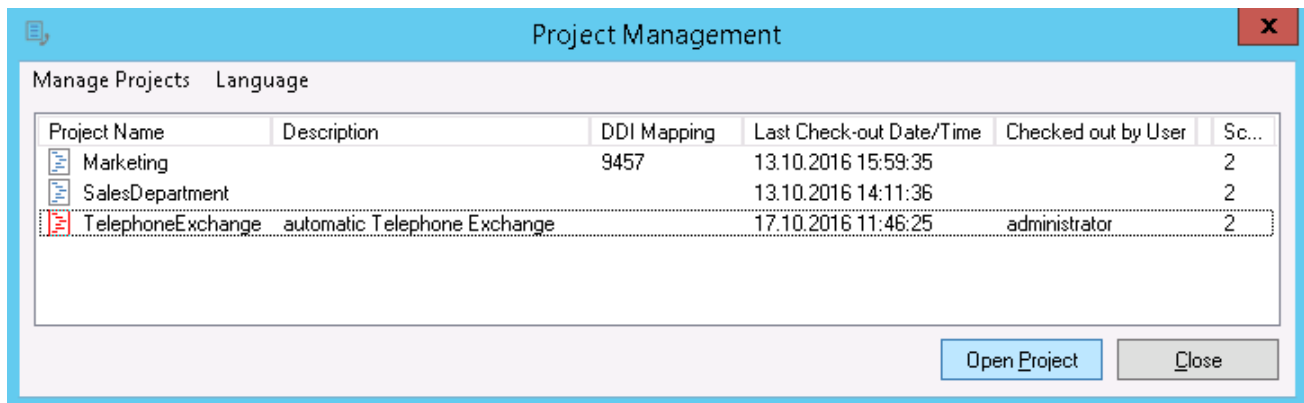 Project Management
x
Manage Projects Language
Project Name Description DDI Mapping Last Check-out Date/Time Checked out by User Sc...
Marketing 9457 13.10.2016 15:59:35 2
SalesDepartment 13.10.2016 14:11:36 2
TelephoneExchange automatic Telephone Exchange 17.10.2016 11:46:25 administrator 2
Open Project Close